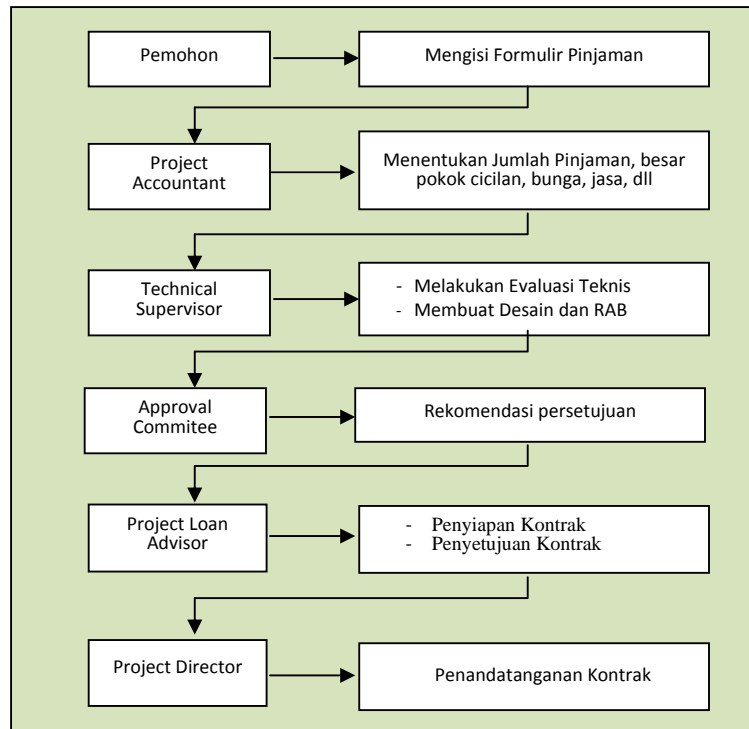 Pemohon
Mengisi Formulir Pinjaman
Project
Accountant
Menentukan Jumlah Pinjaman, besar
pokok cicilan, bunga, jasa, dll
Technical
Supervisor
- Melakukan Evaluasi Teknis
- Membuat Desain dan RAB
Approval
Commitee
Rekomendasi persetujuan
Project Loan
Advisor
- Penyiapan Kontrak
- Penyetujuan Kontrak
Project Director
Penandatanganan Kontrak